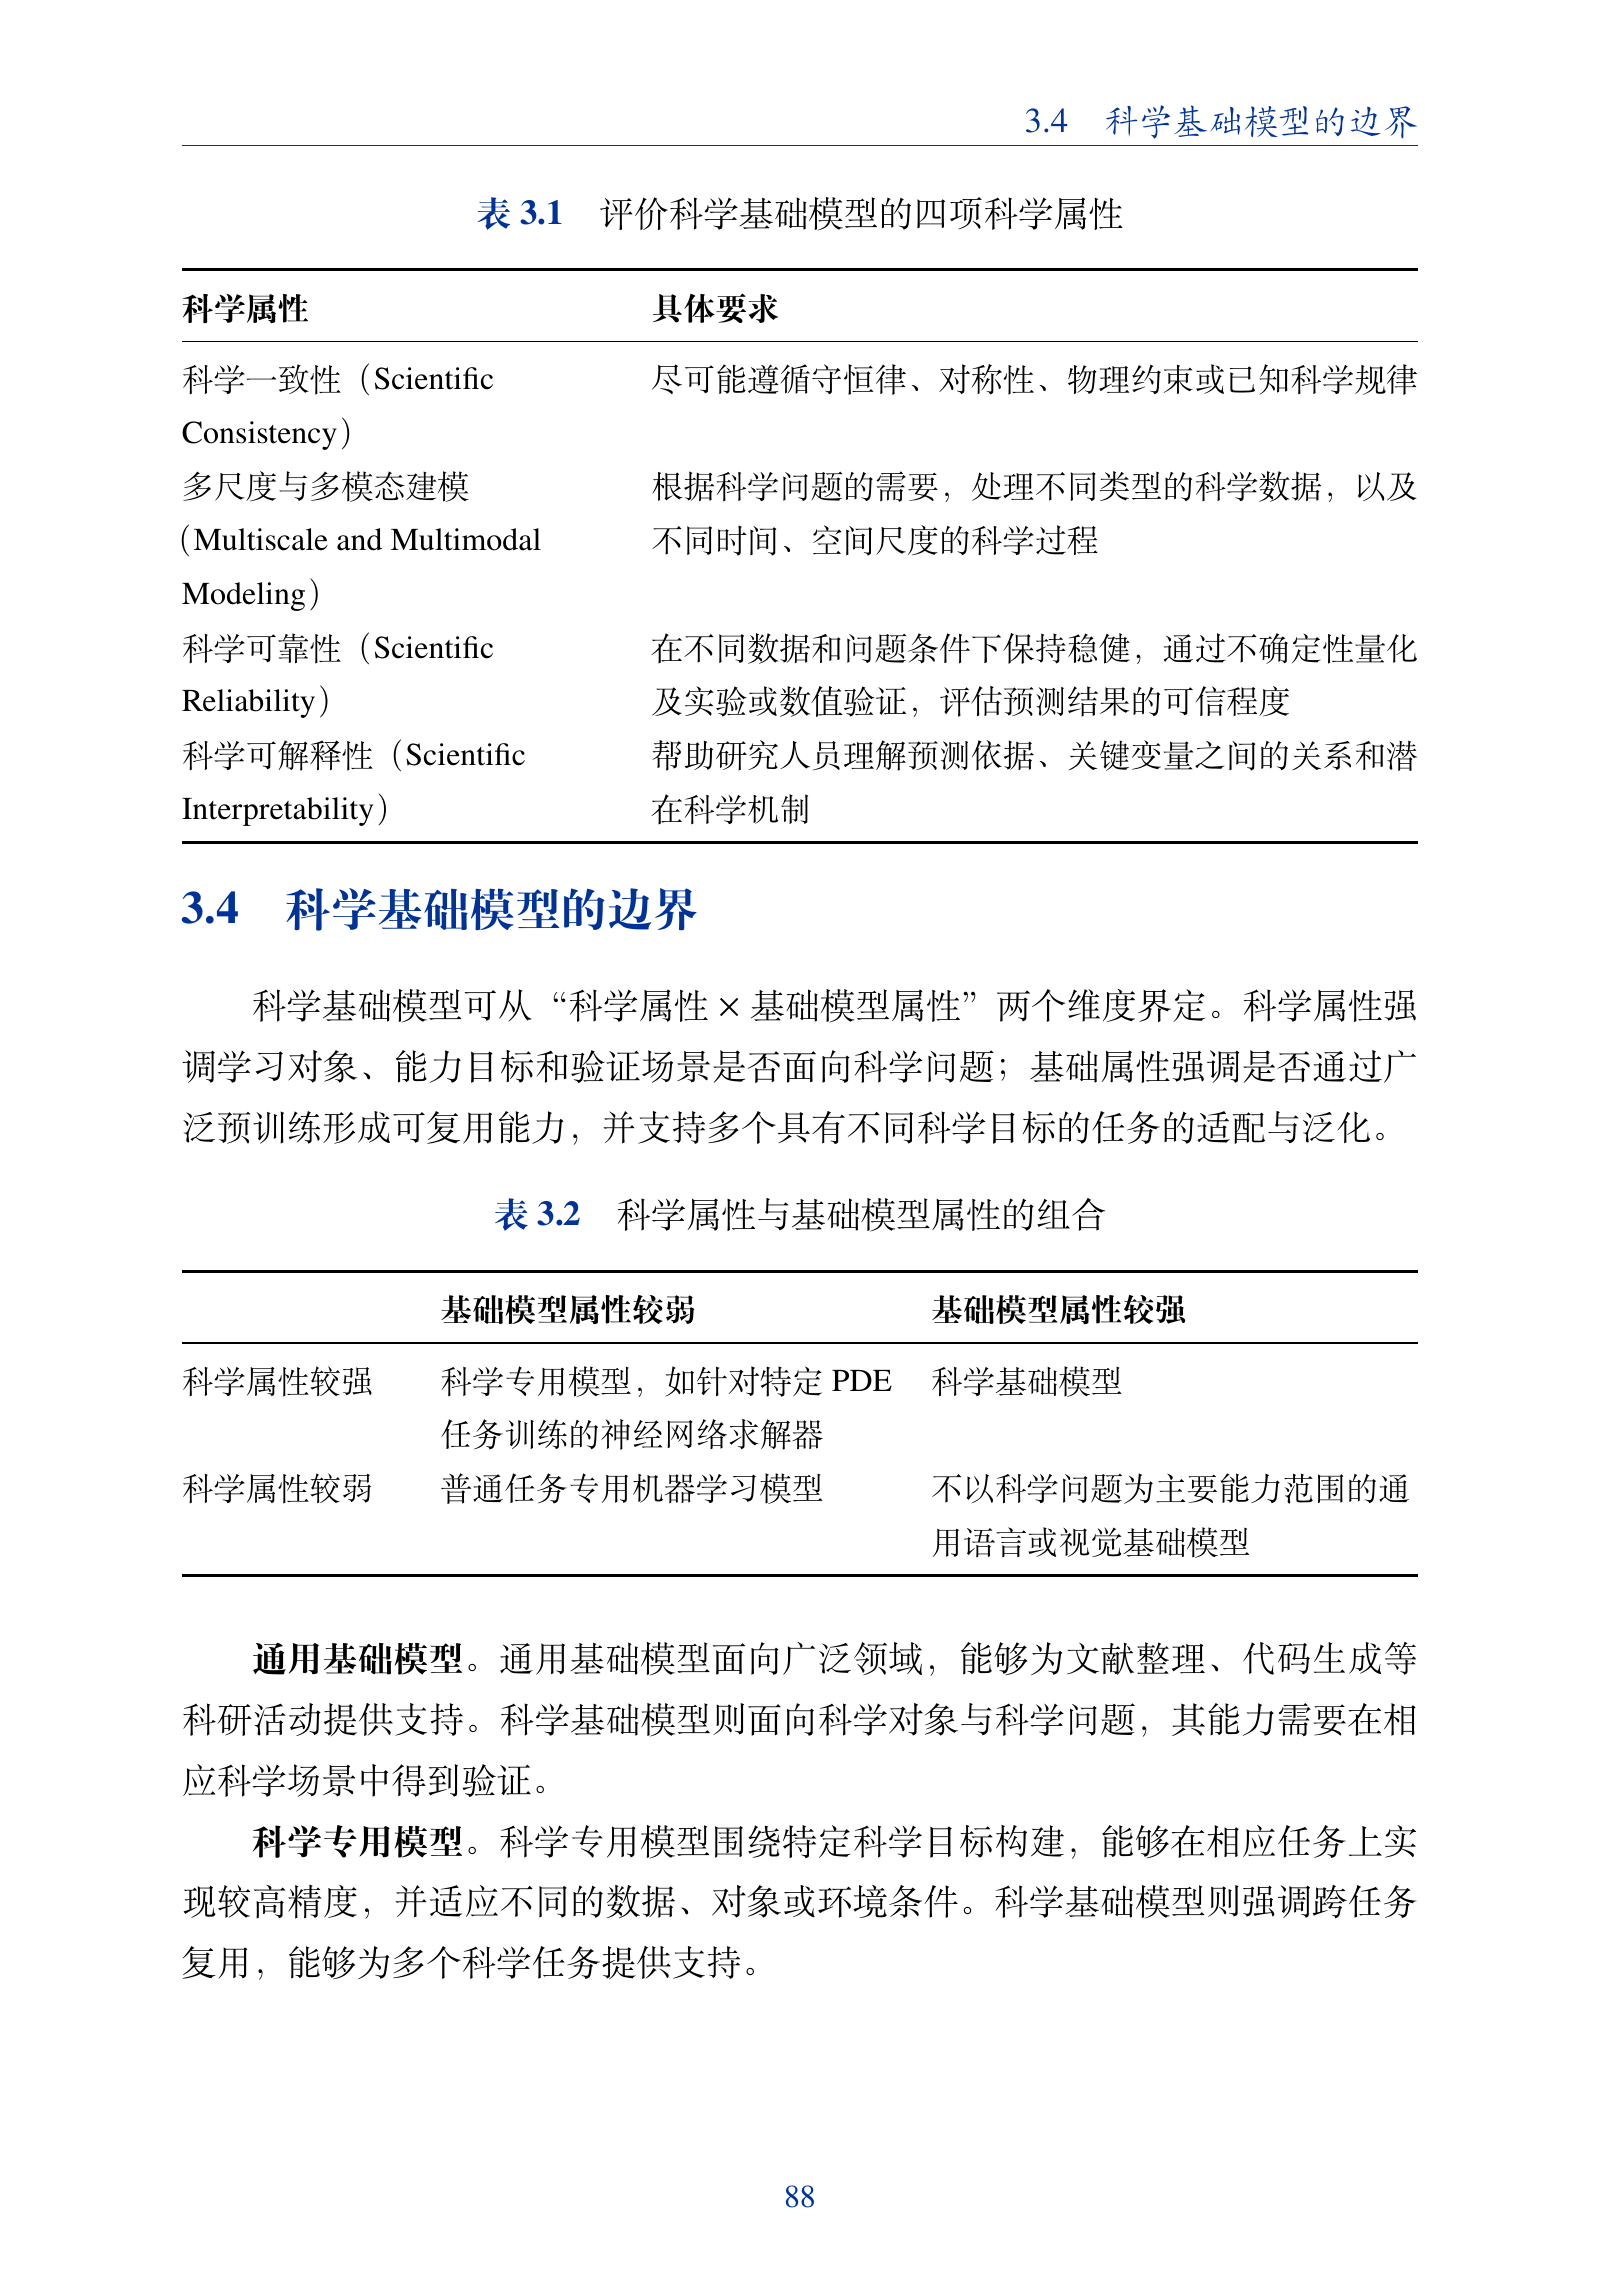 3.4 科学基础模型的边界
表 3.1 评价科学基础模型的四项科学属性
科学属性 具体要求
科学一致性（Scientific 尽可能遵循守恒律、对称性、物理约束或已知科学规律
Consistency）
多尺度与多模态建模 根据科学问题的需要，处理不同类型的科学数据，以及
（Multiscale and Multimodal 不同时间、空间尺度的科学过程
Modeling）
科学可靠性（Scientific 在不同数据和问题条件下保持稳健，通过不确定性量化
Reliability） 及实验或数值验证，评估预测结果的可信程度
科学可解释性（Scientific 帮助研究人员理解预测依据、关键变量之间的关系和潜
Interpretability） 在科学机制
3.4 科学基础模型的边界
科学基础模型可从“科学属性 × 基础模型属性”两个维度界定。科学属性强
调学习对象、能力目标和验证场景是否面向科学问题；基础属性强调是否通过广
泛预训练形成可复用能力，并支持多个具有不同科学目标的任务的适配与泛化。
表 3.2 科学属性与基础模型属性的组合
基础模型属性较弱 基础模型属性较强
科学属性较强 科学专用模型，如针对特定 PDE 科学基础模型
任务训练的神经网络求解器
科学属性较弱 普通任务专用机器学习模型 不以科学问题为主要能力范围的通
用语言或视觉基础模型
通用基础模型。通用基础模型面向广泛领域，能够为文献整理、代码生成等
科研活动提供支持。科学基础模型则面向科学对象与科学问题，其能力需要在相
应科学场景中得到验证。
科学专用模型。科学专用模型围绕特定科学目标构建，能够在相应任务上实
现较高精度，并适应不同的数据、对象或环境条件。科学基础模型则强调跨任务
复用，能够为多个科学任务提供支持。
88